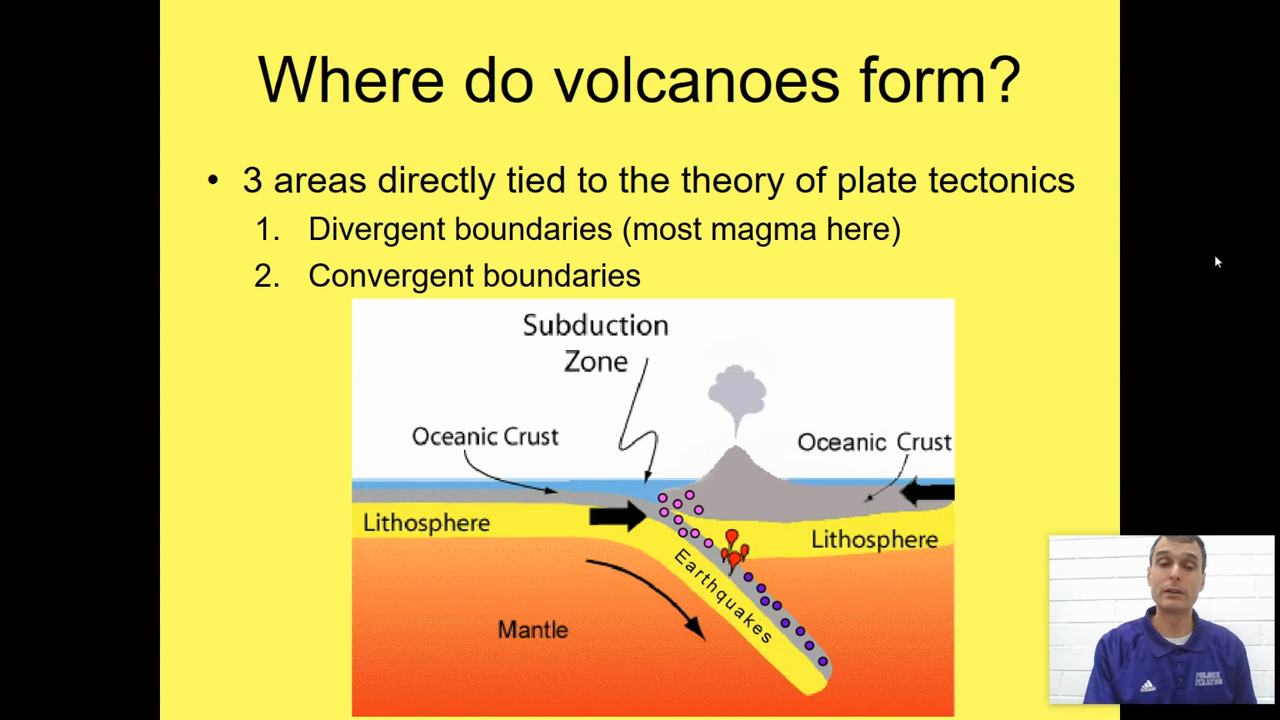 Where do volcanoes form?
• 3 areas directly tied to the theory of plate tectonics
1. Divergent boundaries (most magma here)
2. Convergent boundaries
Subduction
Zone
Oceanic Crust
Oceanic Crust
Lithosphere
Lithosphere
Earthquakes
Mantle
adidas